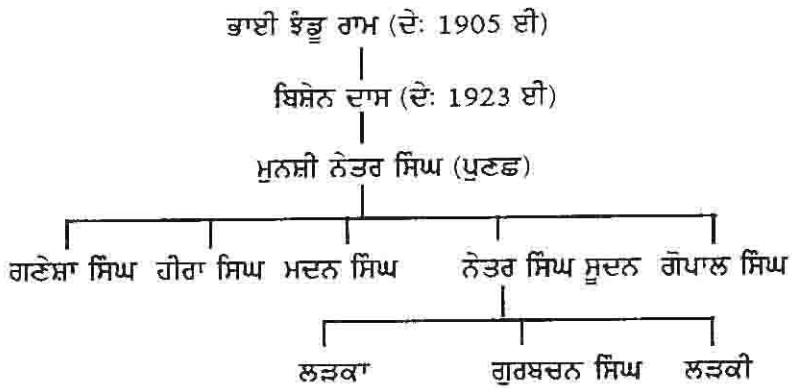 ਭਾਈ ਝੰਡੂ ਰਾਮ (ਦੇਃ 1905 ਈ)
ਬਿਸ਼ੇਨ ਦਾਸ (ਦੇਃ 1923 ਈ)
ਮੁਨਸ਼ੀ ਨੇਤਰ ਸਿੰਘ (ਪੁਣਛ)
ਗਣੇਸ਼ਾ ਸਿੰਘ ਹੀਰਾ ਸਿਘ ਮਦਨ ਸਿੰਘ ਨੇਤਰ ਸਿੰਘ ਸੂਦਨ ਗੋਪਾਲ ਸਿੰਘ
ਲੜਕਾ ਗੁਰਬਚਨ ਸਿੰਘ ਲੜਕੀ